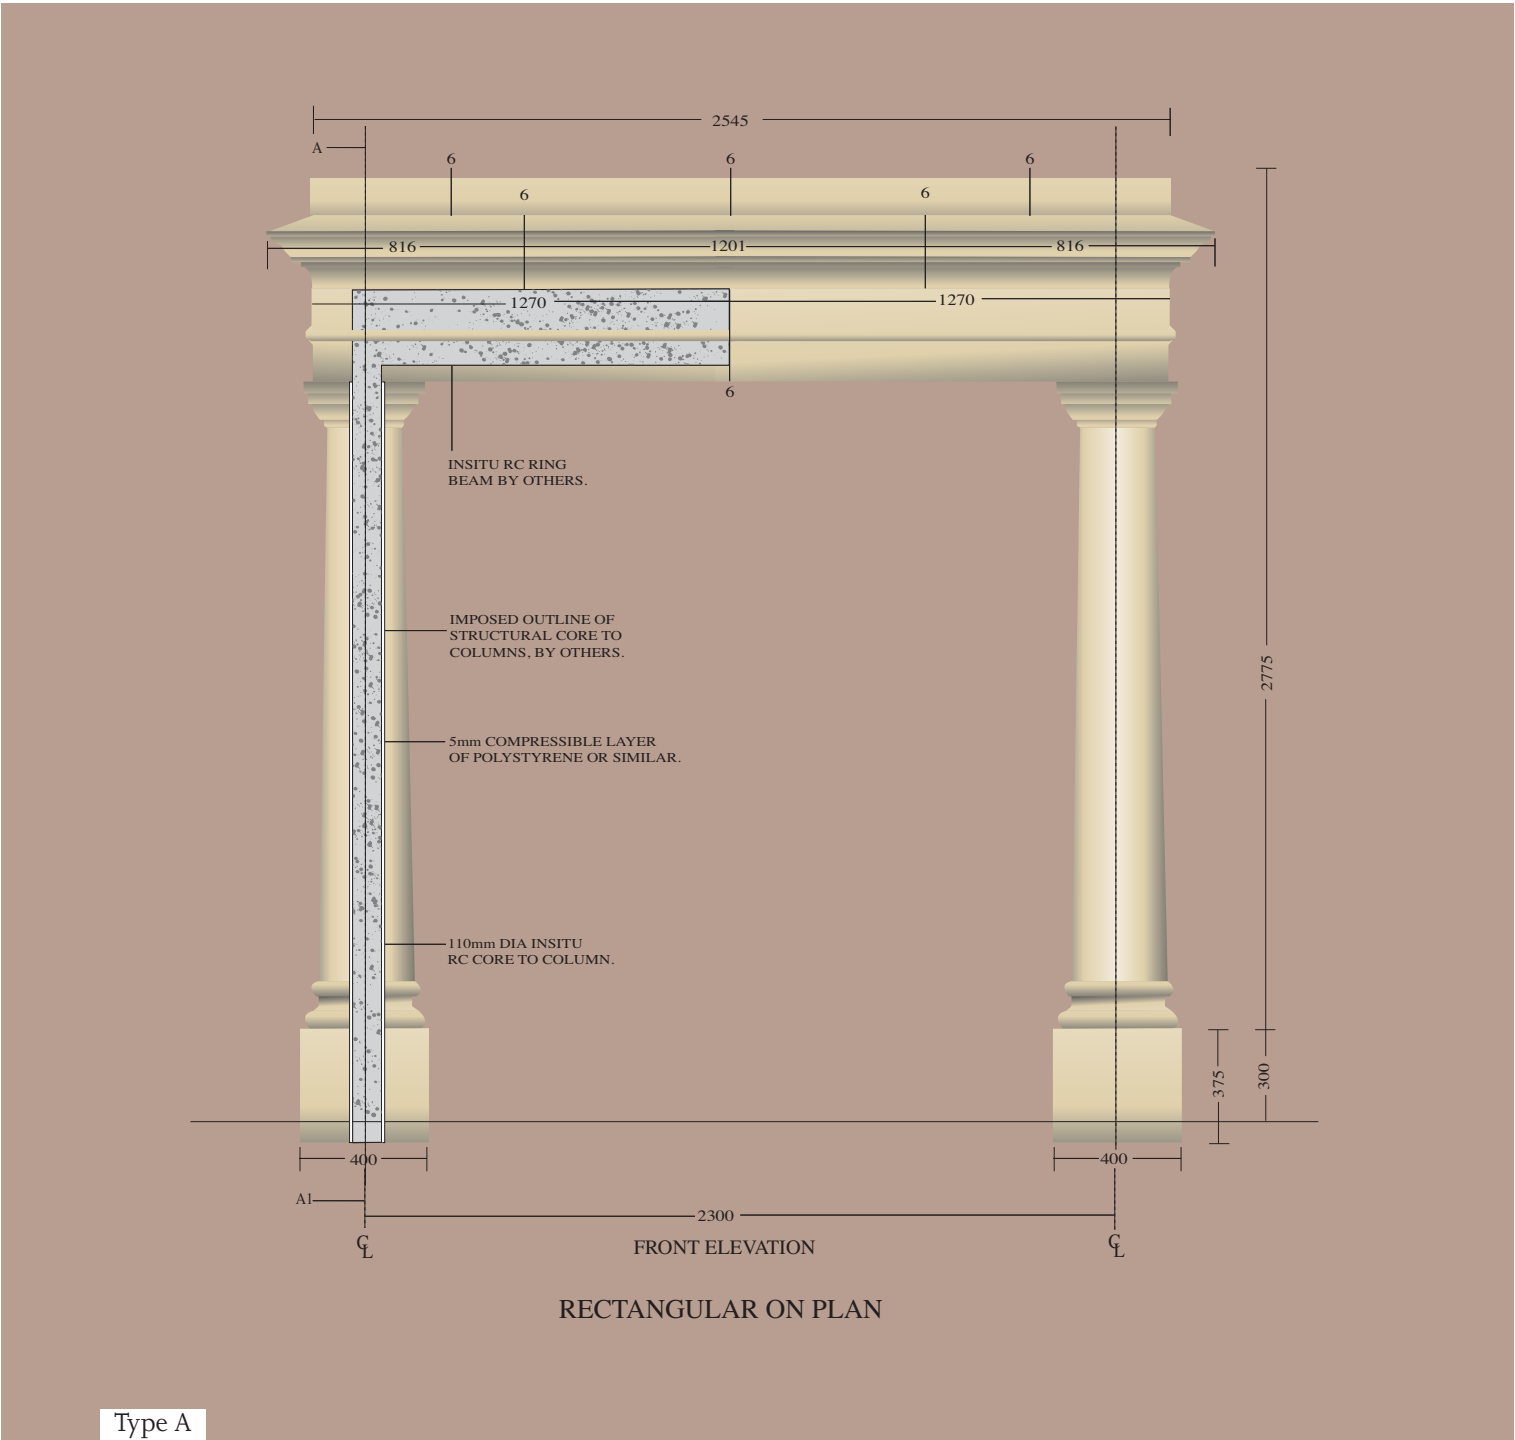 2545
A
6 6 6
6 6
816 1201 816
1270 1270
6
INSITU RC RING
BEAM BY OTHERS.
IMPOSED OUTLINE OF
STRUCTURAL CORE TO
COLUMNS, BY OTHERS.
2775
5mm COMPRESSIBLE LAYER
OF POLYSTYRENE OR SIMILAR.
110mm DIA INSITU
RC CORE TO COLUMN.
375 300
400 400
A1
2300
CL CL
FRONT ELEVATION
RECTANGULAR ON PLAN
Type A